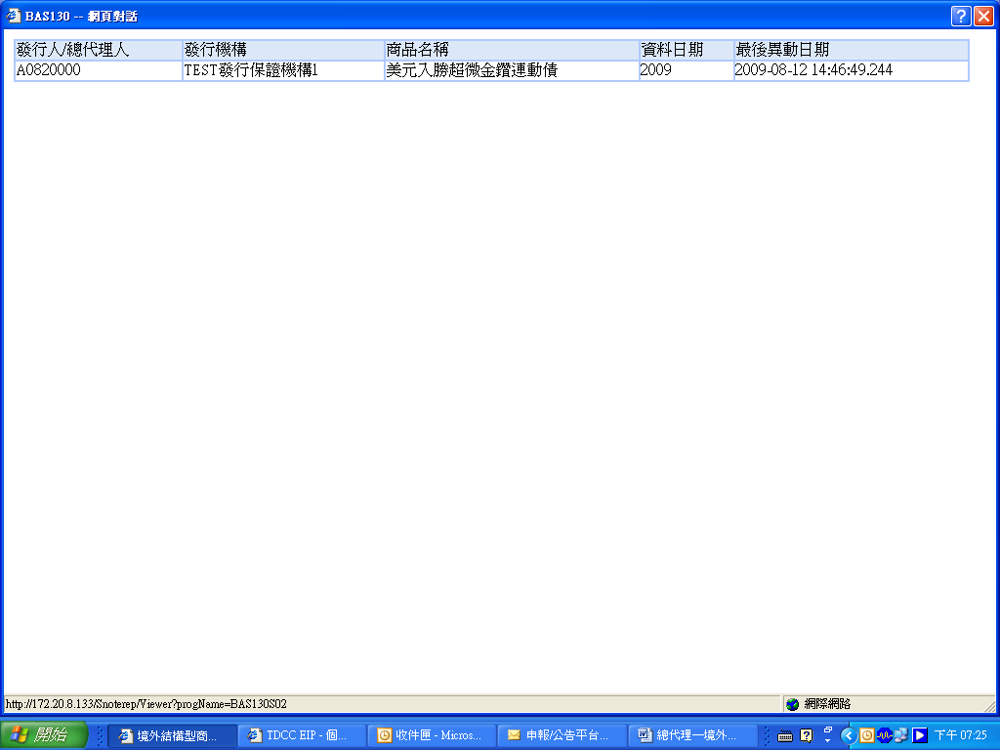 BAS130 -- 網頁對話
發行人/總代理人 發行機構 商品名稱 資料日期 最後異動日期
A0820000 TEST發行保證機構1 美元入勝超微金鑽連動債 2009 2009-08-12 14:46:49.244
http://172.20.8.133/Snoterep/Viewer?progName=BAS130S02 網際網路
開始 境外結構型商... TDCC EIP - 個... 收件匣 - Micros... 申報/公告平台... 總代理一境外... 下午 07:25